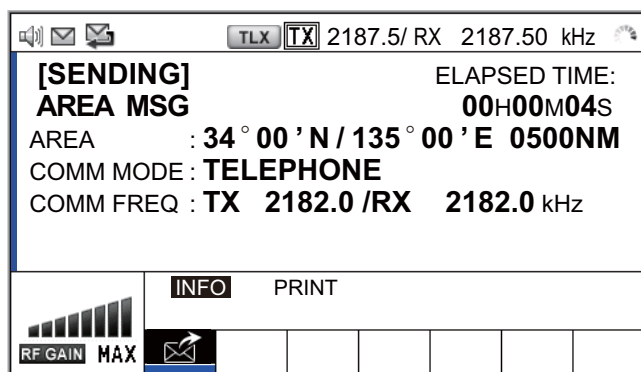 TLX TX 2187.5/ RX 2187.50 kHz
[SENDING] ELAPSED TIME:
AREA MSG 00H00M04S
AREA : 34°00 ’ N / 135°00 ’ E 0500NM
COMM MODE : TELEPHONE
COMM FREQ : TX 2182.0 /RX 2182.0 kHz
INFO PRINT
RF GAIN MAX